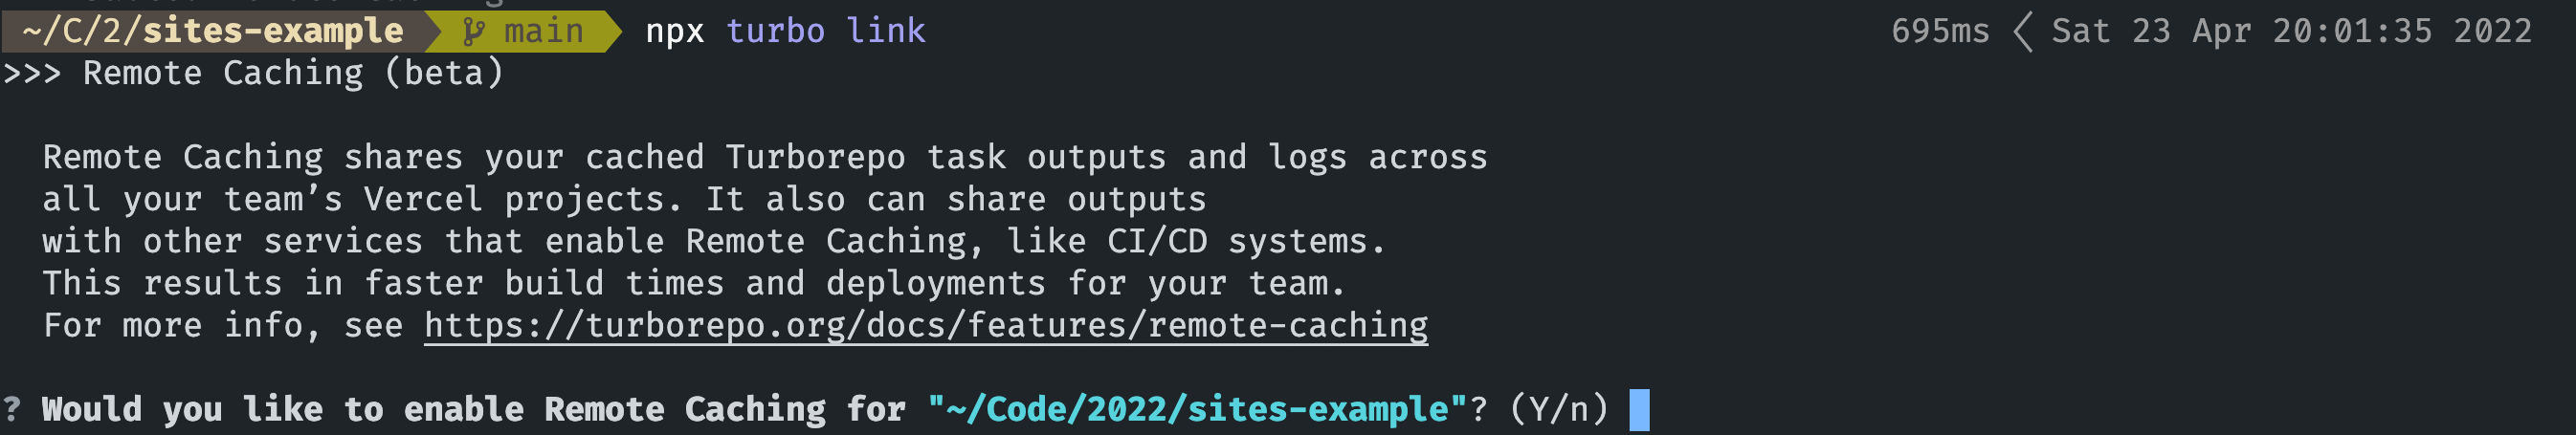 ~/C/2/sites-example main npx turbo link 695ms Sat 23 Apr 20:01:35 2022
>>> Remote Caching (beta)
Remote Caching shares your cached Turborepo task outputs and logs across
all your team’s Vercel projects. It also can share outputs
with other services that enable Remote Caching, like CI/CD systems.
This results in faster build times and deployments for your team.
For more info, see https://turborepo.org/docs/features/remote-caching
? Would you like to enable Remote Caching for "~/Code/2022/sites-example"? (Y/n)